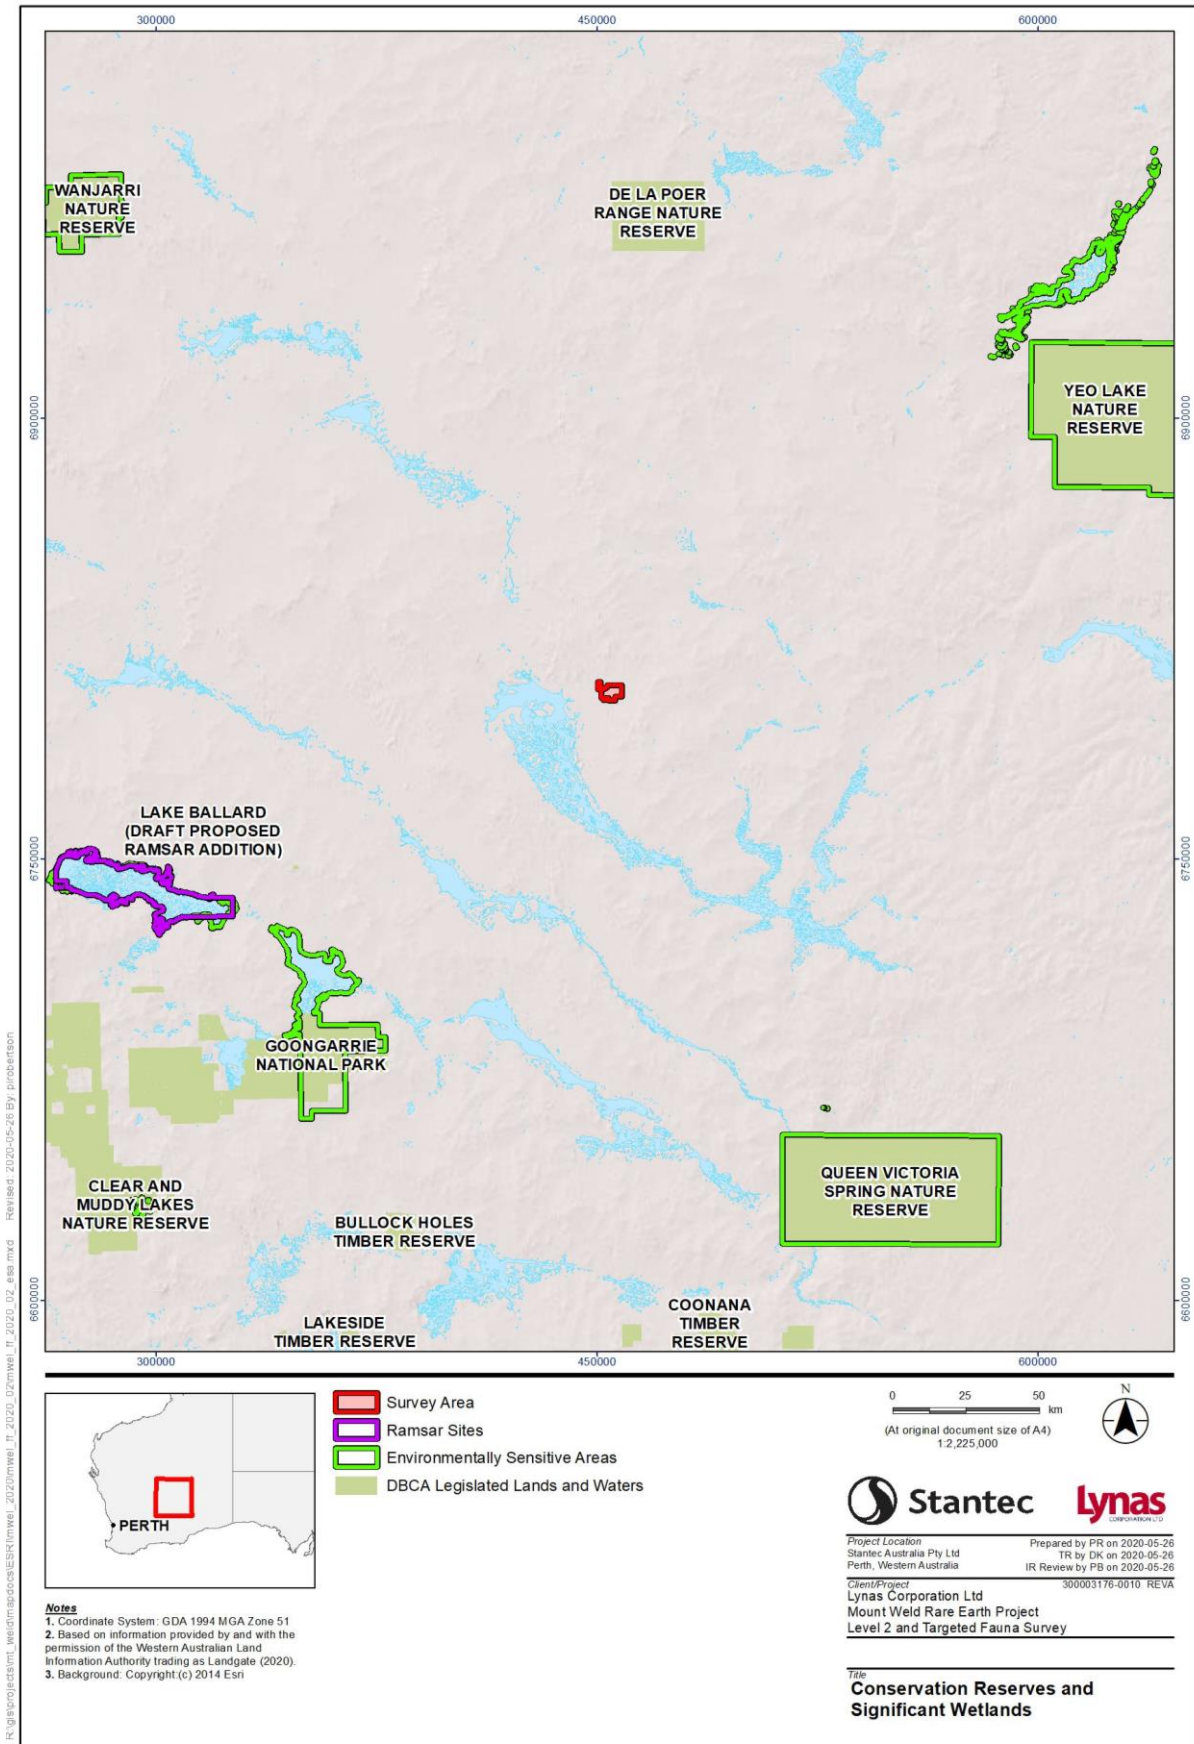 300000
450000
600000
WANJARRI
NATURE
RESERVE
DE LA POER
RANGE NATURE
RESERVE
6900000
6900000
YEO LAKE
NATURE
RESERVE
LAKE BALLARD
(DRAFT PROPOSED
RAMSAR ADDITION)
6750000
6750000
GOONGARRIE
NATIONAL PARK
CLEAR AND
MUDDY LAKES
NATURE RESERVE
QUEEN VICTORIA
SPRING NATURE
RESERVE
BULLOCK HOLES
TIMBER RESERVE
6600000
6600000
LAKESIDE
TIMBER RESERVE
COONANA
TIMBER
RESERVE
300000
450000
600000
PERTH
Survey Area
Ramsar Sites
Environmentally Sensitive Areas
DBCA Legislated Lands and Waters
0 25 50
km
(At original document size of A4)
1:2,225,000
N
Stantec
Lynas
CORPORATION LTD
Project Location
Stantec Australia Pty Ltd
Perth, Western Australia
Prepared by PR on 2020-05-26
TR by DK on 2020-05-26
IR Review by PB on 2020-05-26
Client/Project
300003176-0010 REVA
Lynas Corporation Ltd
Mount Weld Rare Earth Project
Level 2 and Targeted Fauna Survey
Title
Conservation Reserves and
Significant Wetlands
Notes
1. Coordinate System: GDA 1994 MGA Zone 51
2. Based on information provided by and with the
permission of the Western Australian Land
Information Authority trading as Landgate (2020).
3. Background: Copyright:(c) 2014 Esri
Revised: 2020-05-26 By: pirobertson